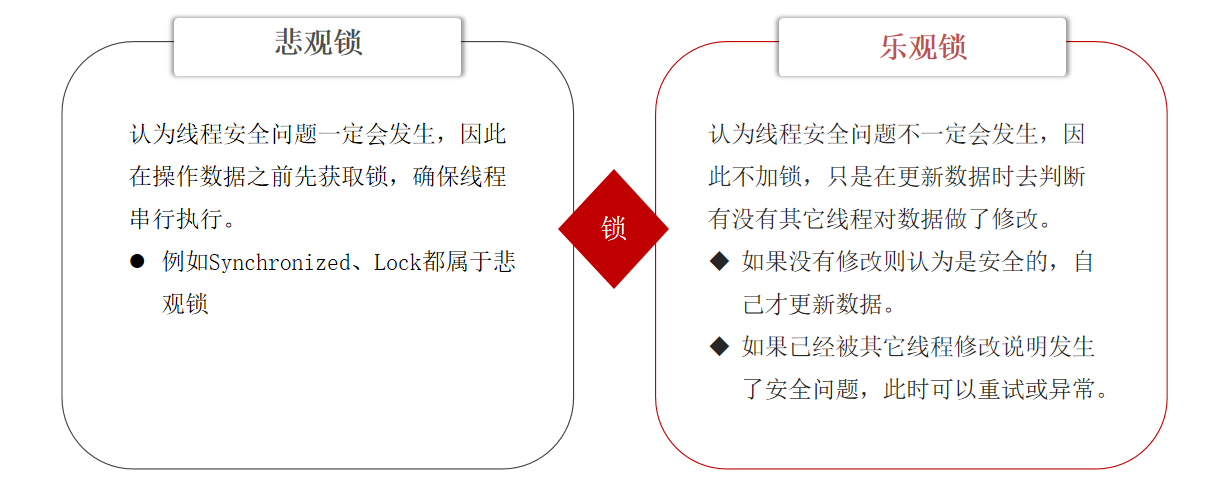 悲观锁
认为线程安全问题一定会发生，因此
在操作数据之前先获取锁，确保线程
串行执行。
● 例如Synchronized、Lock都属于悲
观锁
锁
乐观锁
认为线程安全问题不一定会发生，因
此不加锁，只是在更新数据时去判断
有没有其它线程对数据做了修改。
◆ 如果没有修改则认为是安全的，自
己才更新数据。
◆ 如果已经被其它线程修改说明发生
了安全问题，此时可以重试或异常。